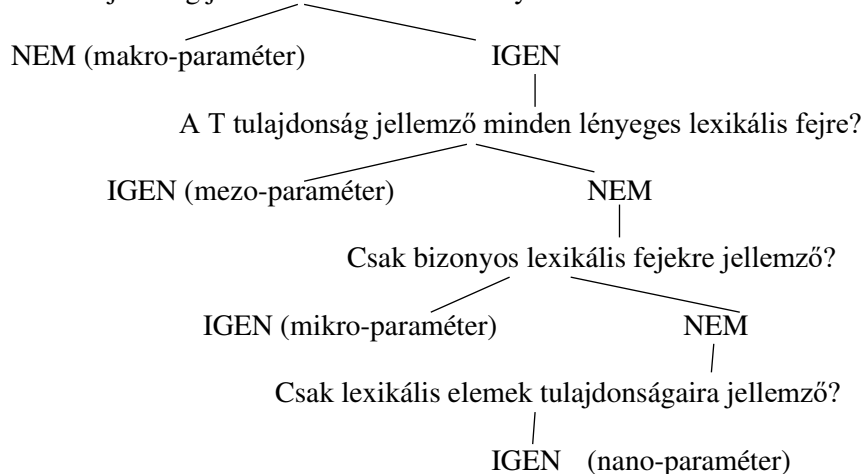 NEM (makro-paraméter) IGEN
A T tulajdonság jellemző minden lényeges lexikális fejre?
IGEN (mezo-paraméter) NEM
Csak bizonyos lexikális fejekre jellemző?
IGEN (mikro-paraméter) NEM
Csak lexikális elemek tulajdonságaira jellemző?
IGEN (nano-paraméter)